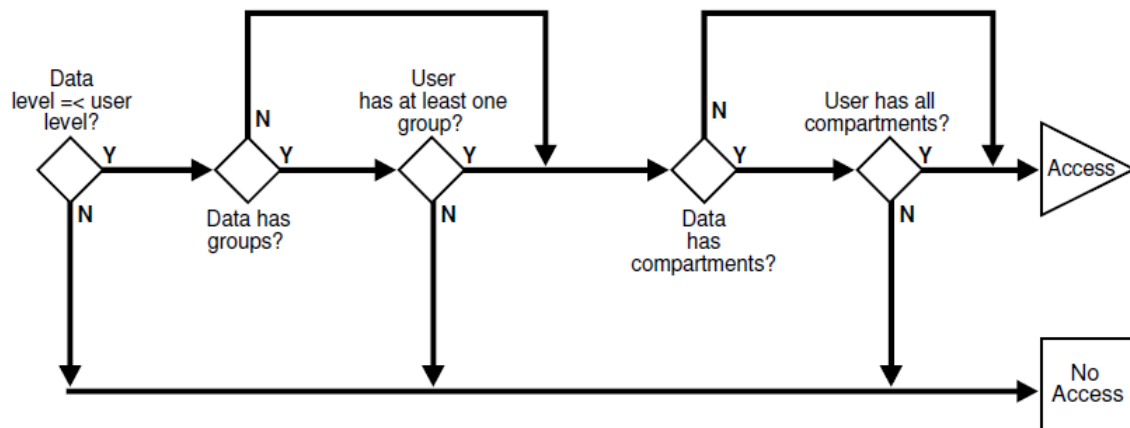 Data
level =< user
level?
Y
N
N
Y
Data has
groups?
User
has at least one
group?
Y
N
N
Y
Data
has
compartments?
User has all
compartments?
Y
N
Access
No
Access